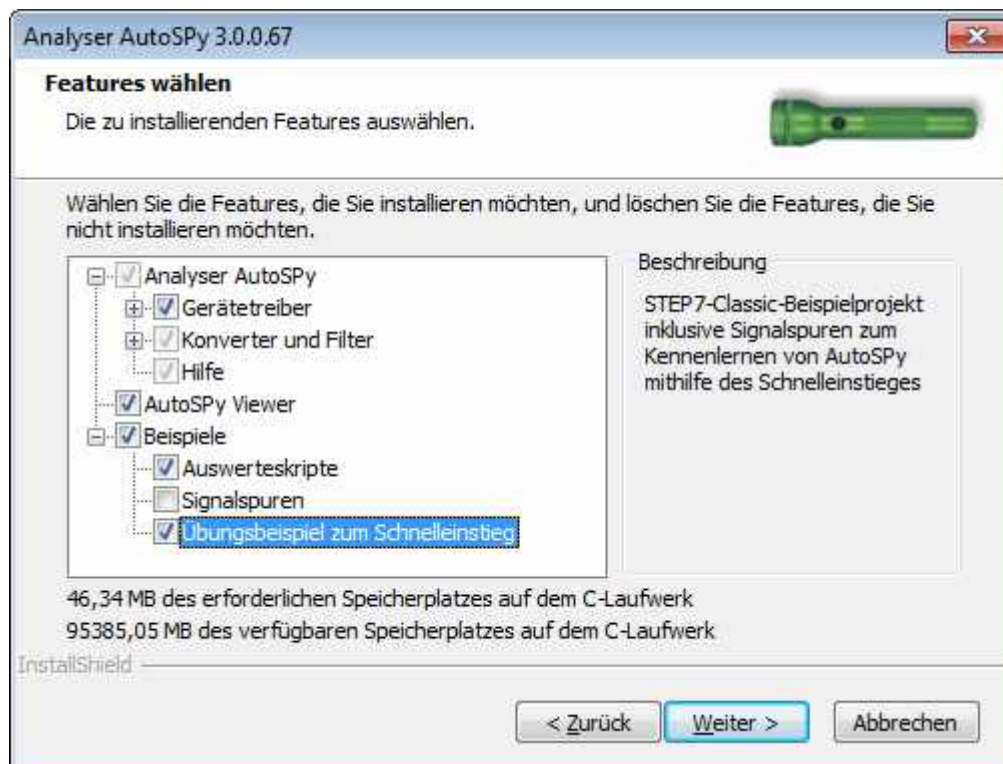 Analyser AutoSPy 3.0.0.67
Features wählen
Die zu installierenden Features auswählen.
Wählen Sie die Features, die Sie installieren möchten, und löschen Sie die Features, die Sie
nicht installieren möchten.
Analyser AutoSPy
Gerätetreiber
Konverter und Filter
Hilfe
AutoSPy Viewer
Beispiele
Auswerteskripte
Signalspuren
Übungsbeispiel zum Schnelleinstieg
Beschreibung
STEP7-Classic-Beispielprojekt
inklusive Signalspuren zum
Kennenlernen von AutoSPy
mithilfe des Schnelleinstieges
46,34 MB des erforderlichen Speicherplatzes auf dem C-Laufwerk
95385,05 MB des verfügbaren Speicherplatzes auf dem C-Laufwerk
InstallShield
< Zurück
Weiter >
Abbrechen